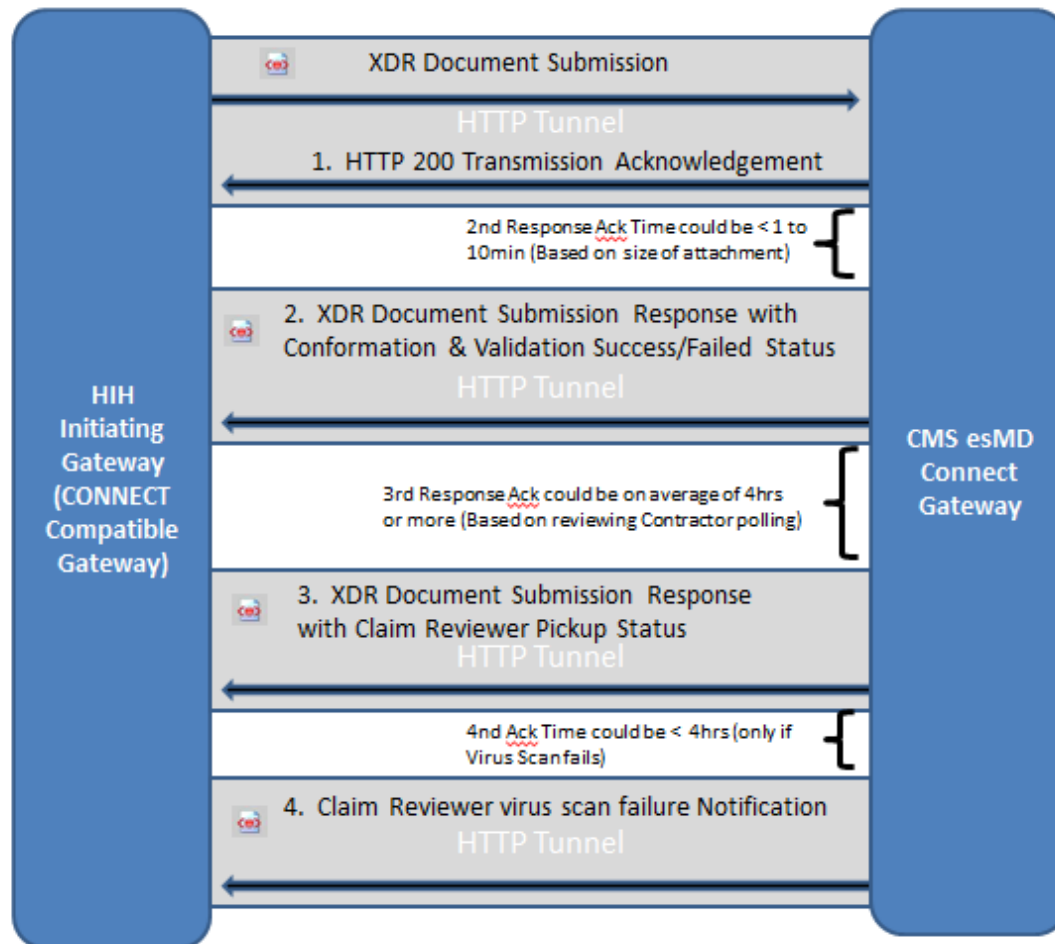 XDR Document Submission
HTTP Tunnel
1. HTTP 200 Transmission Acknowledgement
2nd Response Ack Time could be < 1 to
10min (Based on size of attachment)
2. XDR Document Submission Response with
Conformation & Validation Success/Failed Status
HTTP Tunnel
HIH
Initiating
Gateway
(CONNECT
Compatible
Gateway)
CMS esMD
Connect
Gateway
3rd Response Ack could be on average of 4hrs
or more (Based on reviewing Contractor polling)
3. XDR Document Submission Response
with Claim Reviewer Pickup Status
HTTP Tunnel
4nd Ack Time could be < 4hrs (only if
Virus Scan fails)
4. Claim Reviewer virus scan failure Notification
HTTP Tunnel